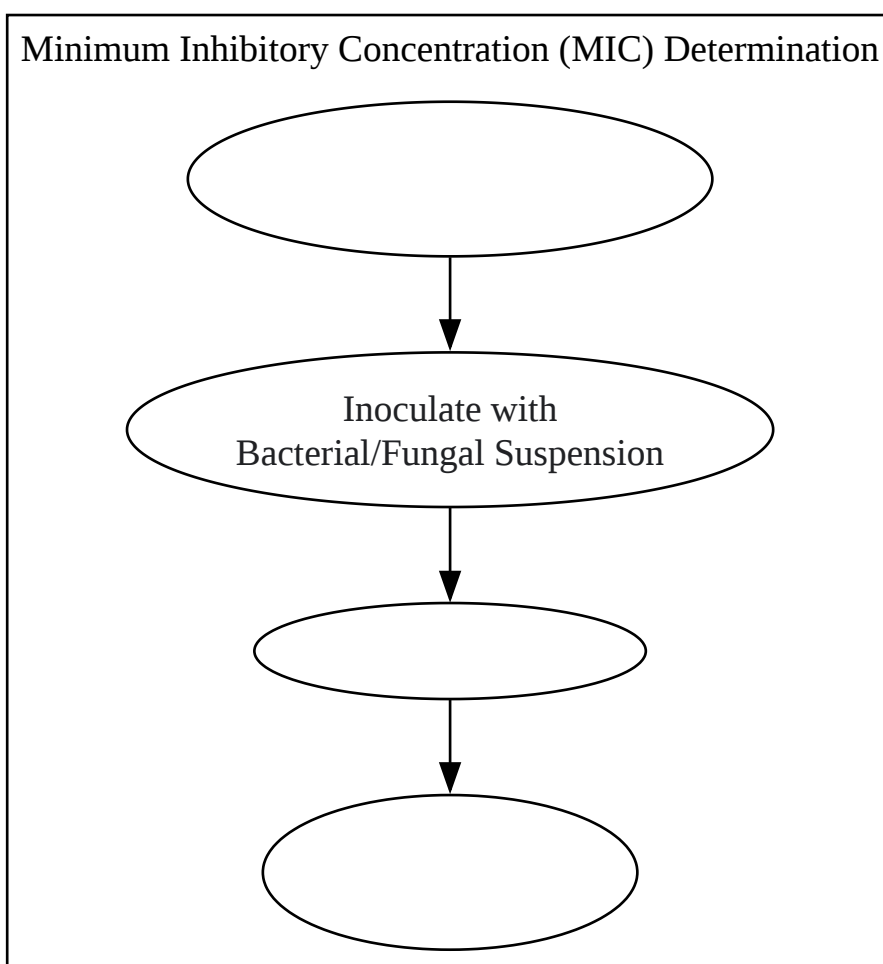 Minimum Inhibitory Concentration (MIC) Determination
Inoculate with
Bacterial/Fungal Suspension